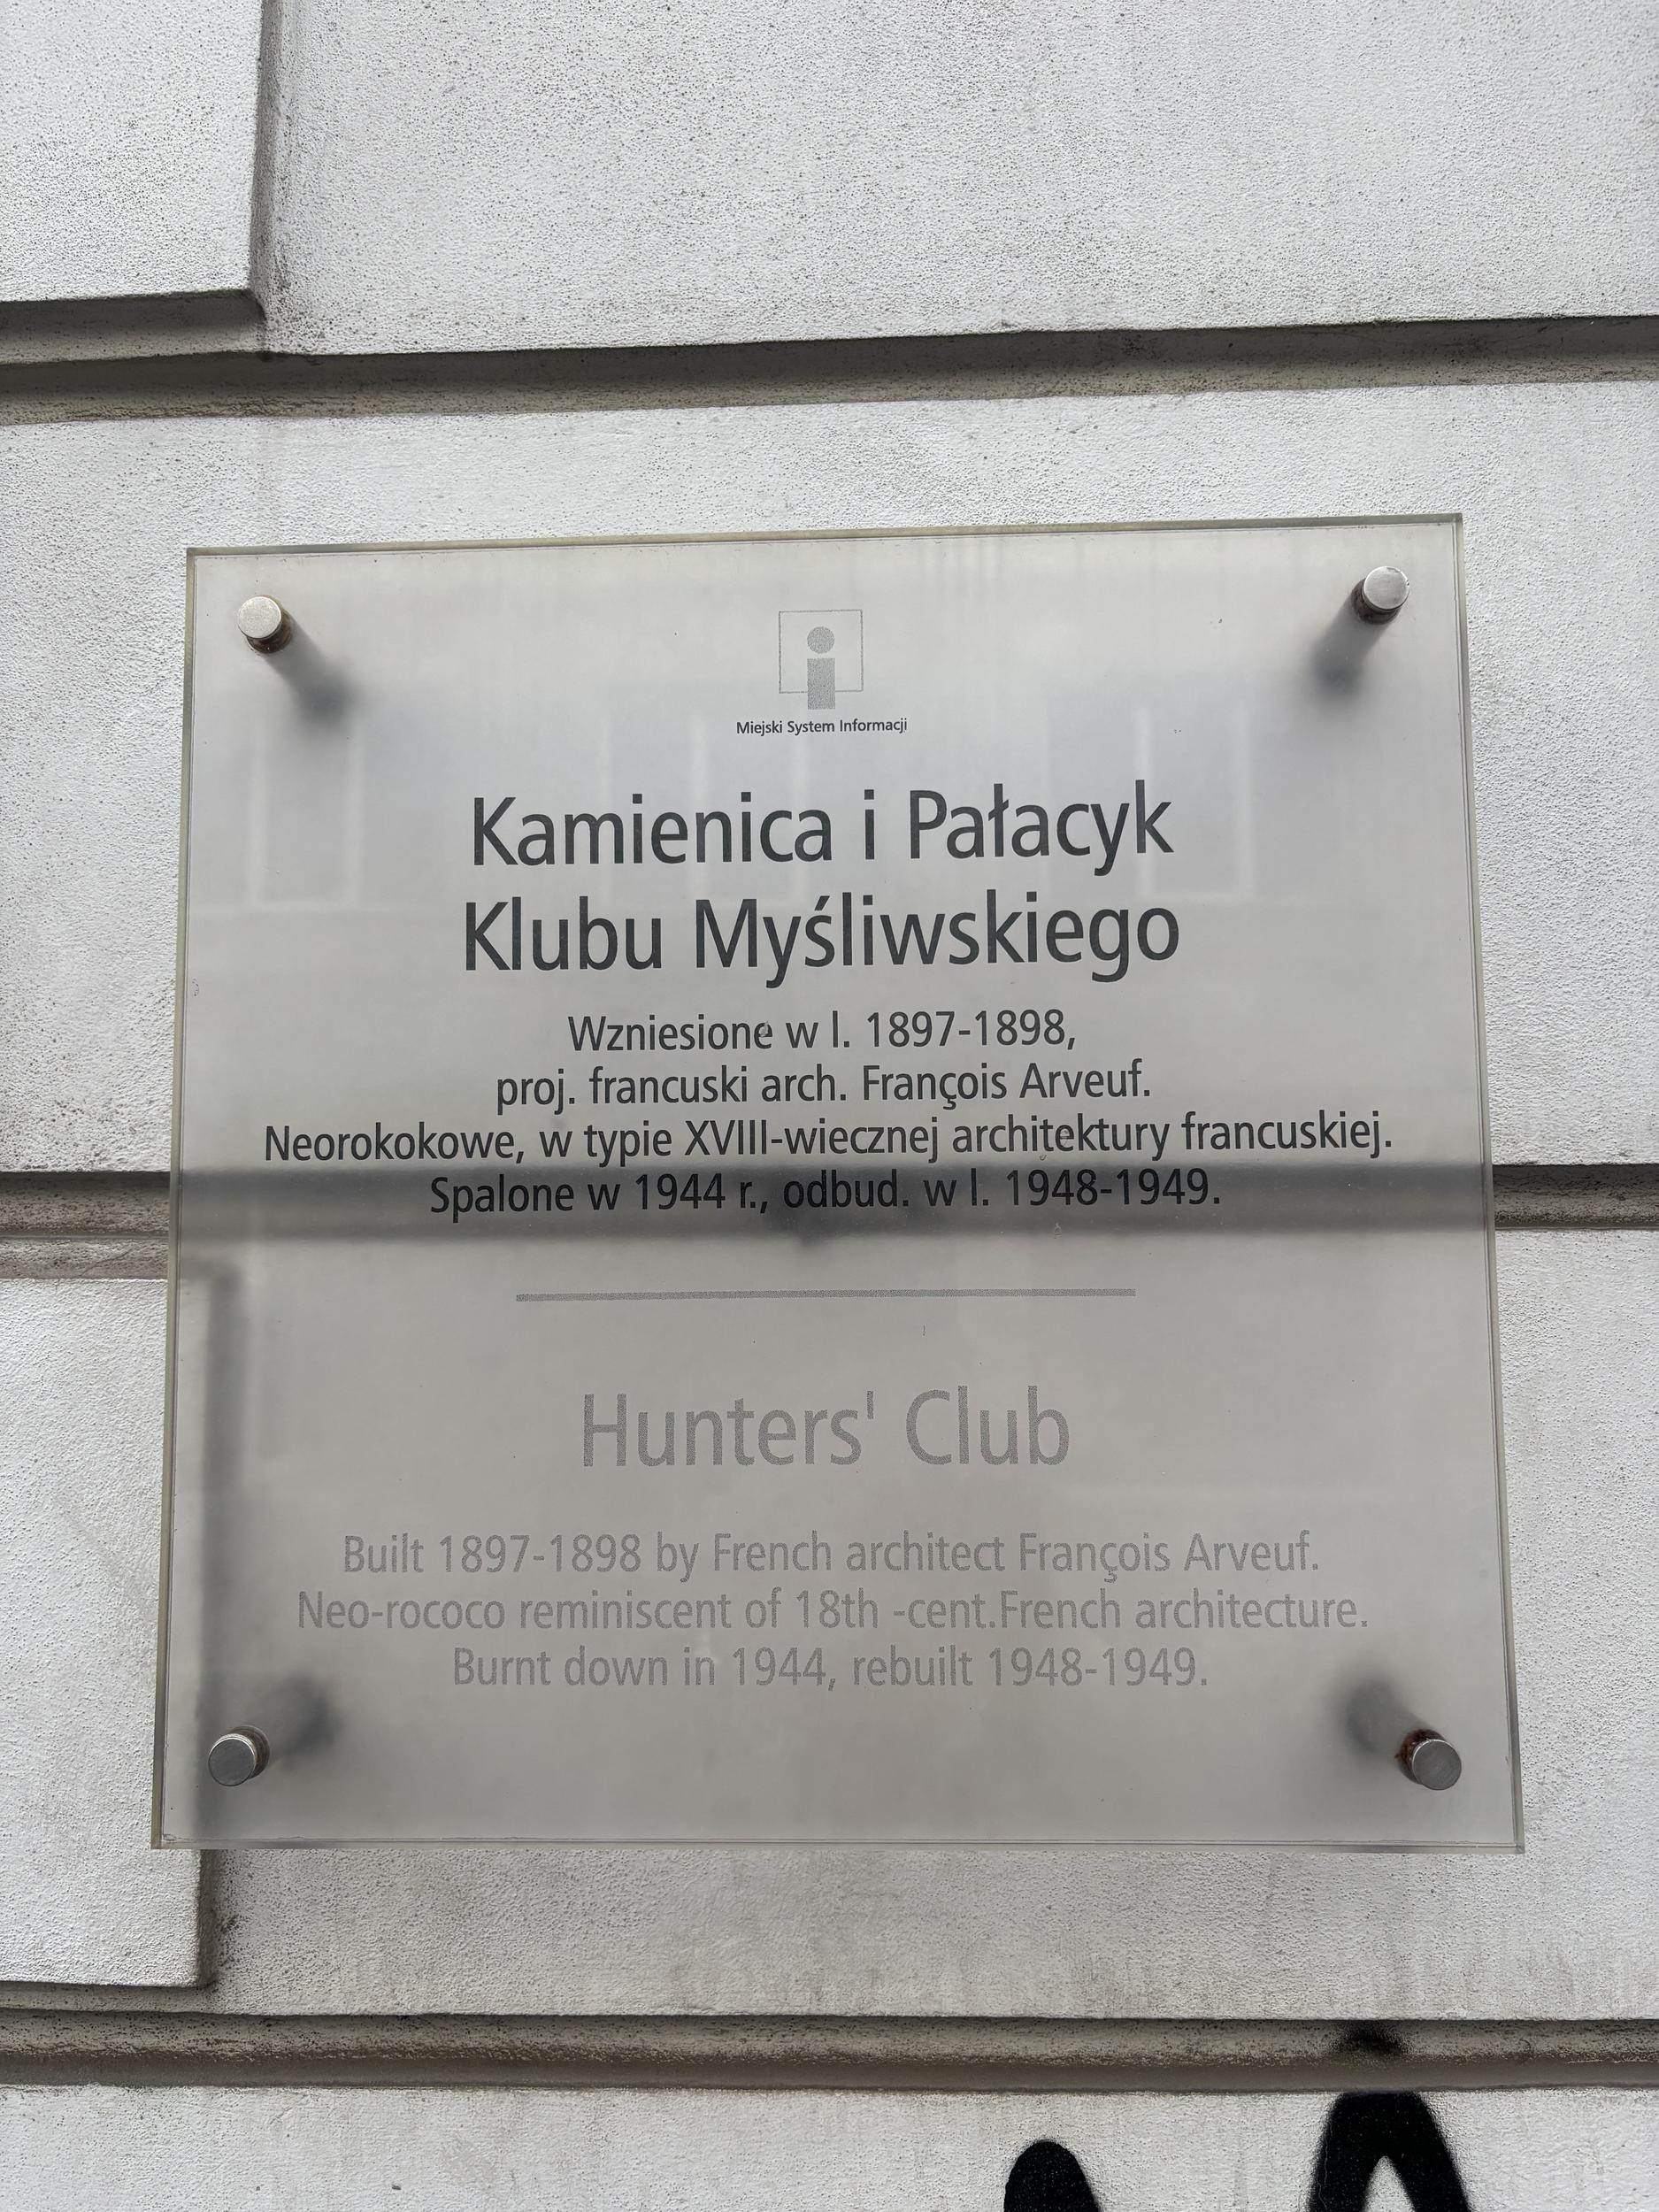 Miejski System Informacji
Kamienica i Pałacyk
Klubu Myśliwskiego
Wzniesione w l. 1897-1898,
proj. francuski arch. François Arveuf.
Neorokokowe, w typie XVIII-wiecznej architektury francuskiej.
Spalone w 1944 r., odbud. w l. 1948-1949.
Hunters' Club
Built 1897-1898 by French architect François Arveuf.
Neo-rococo reminiscent of 18th -cent.French architecture.
Burnt down in 1944, rebuilt 1948-1949.